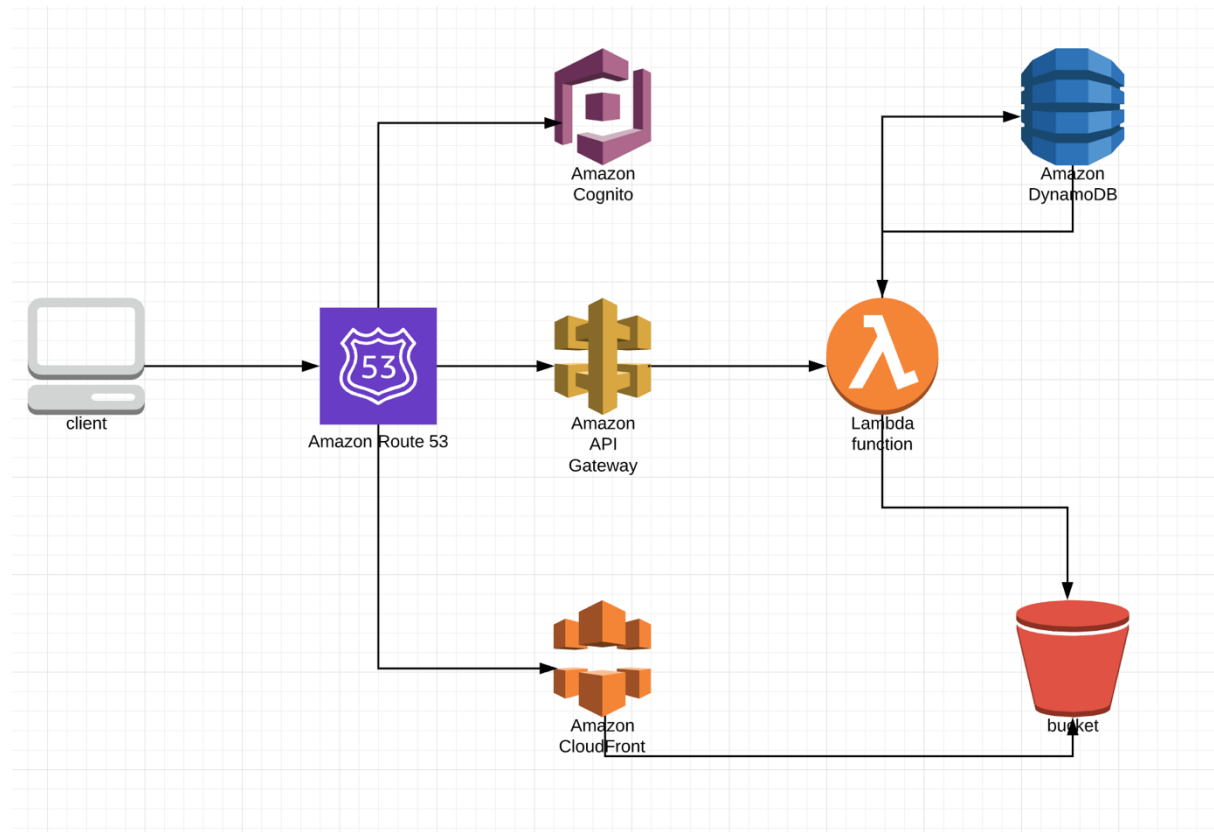 Amazon
Cognito
Amazon
DynamoDB
client
53
Amazon Route 53
Amazon
API
Gateway
Lambda
function
Amazon
CloudFront
bucket